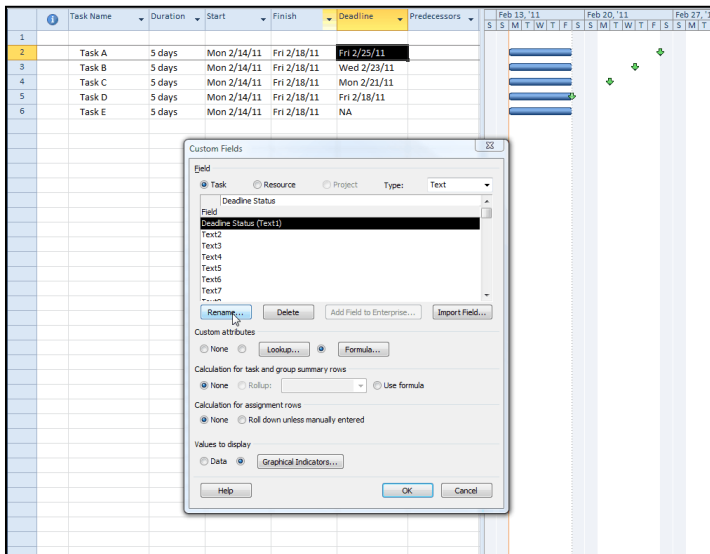 Task Name Duration Start Finish Deadline Predecessors Feb 13, '11 Feb 20, '11 Feb 27, '1
S S M T W T F S S M T W T F S S M T
1
2 Task A 5 days Mon 2/14/11 Fri 2/18/11 Fri 2/25/11
3 Task B 5 days Mon 2/14/11 Fri 2/18/11 Wed 2/23/11
4 Task C 5 days Mon 2/14/11 Fri 2/18/11 Mon 2/21/11
5 Task D 5 days Mon 2/14/11 Fri 2/18/11 Fri 2/18/11
6 Task E 5 days Mon 2/14/11 Fri 2/18/11 NA
Custom Fields
Field
Task Resource Project Type: Text
Deadline Status
Field
Deadline Status (Text1)
Text2
Text3
Text4
Text5
Text6
Text7
Rename... Delete Add Field to Enterprise... Import Field...
Custom attributes
None Lookup... Formula...
Calculation for task and group summary rows
None Rollup: Use formula
Calculation for assignment rows
None Roll down unless manually entered
Values to display
Data Graphical Indicators...
Help OK Cancel